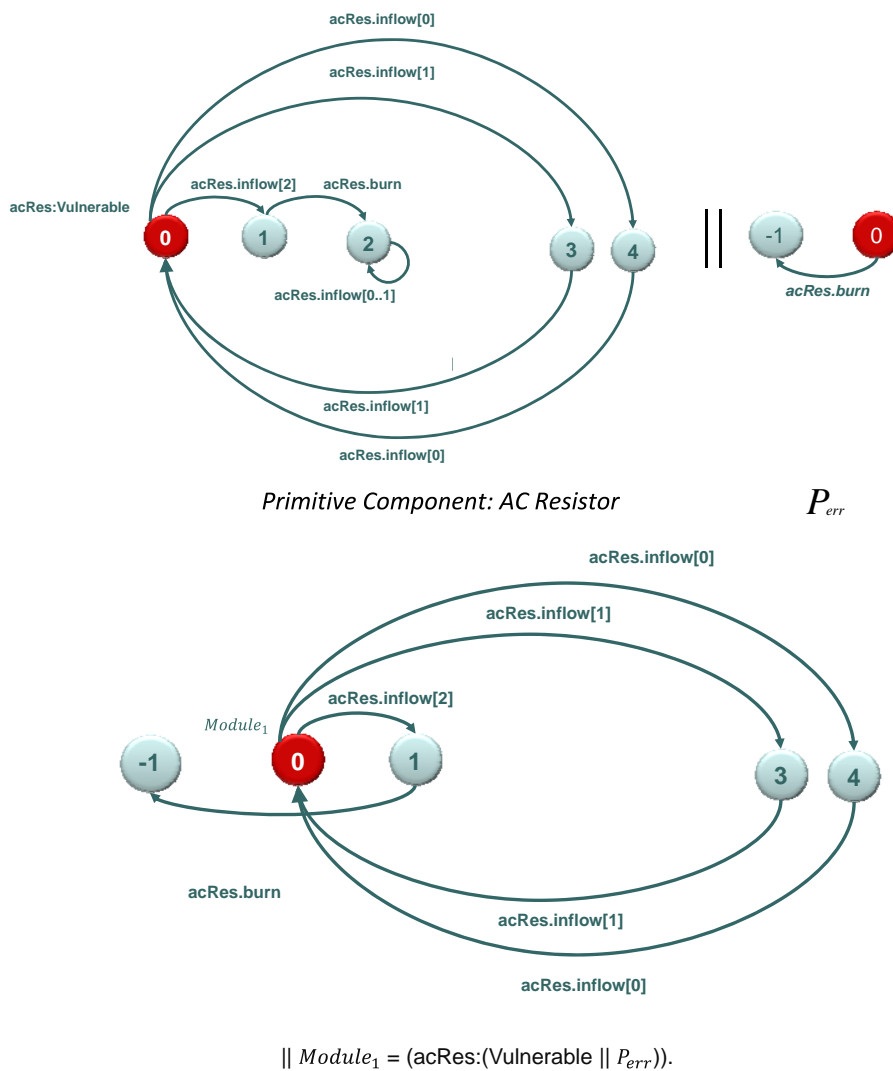 acRes.inflow[0]
acRes.inflow[1]
acRes.inflow[2]
acRes.burn
acRes:Vulnerable
0
1
2
3
4
-1
0
acRes.inflow[0..1]
acRes.burn
acRes.inflow[1]
acRes.inflow[0]
Primitive Component: AC Resistor
P_err
acRes.inflow[0]
acRes.inflow[1]
acRes.inflow[2]
Module₁
-1
0
1
3
4
acRes.burn
acRes.inflow[1]
acRes.inflow[0]
|| Module₁ = (acRes:(Vulnerable || P_err)).